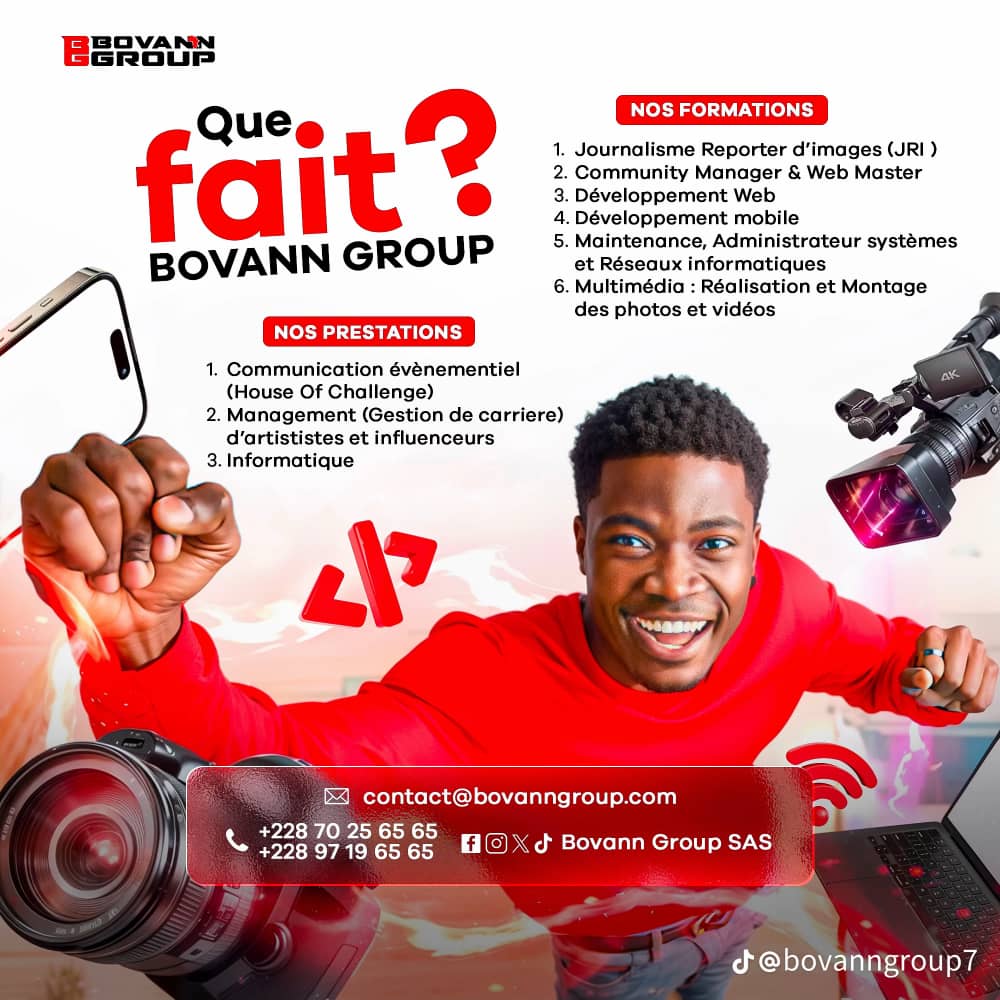 BOVANN
GROUP
Que
fait ?
BOVANN GROUP
NOS PRESTATIONS
1. Communication évènementiel
(House Of Challenge)
2. Management (Gestion de carriere)
d’artististes et influenceurs
3. Informatique
NOS FORMATIONS
1. Journalisme Reporter d’images (JRI )
2. Community Manager & Web Master
3. Développement Web
4. Développement mobile
5. Maintenance, Administrateur systèmes
et Réseaux informatiques
6. Multimédia : Réalisation et Montage
des photos et vidéos
4K
</>
contact@bovanngroup.com
+228 70 25 65 65
+228 97 19 65 65
Bovann Group SAS
@bovanngroup7